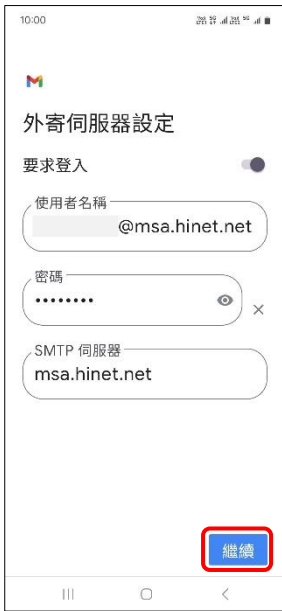 10:00
外寄伺服器設定
要求登入
使用者名稱
@msa.hinet.net
密碼
••••••••
SMTP 伺服器
msa.hinet.net
繼續